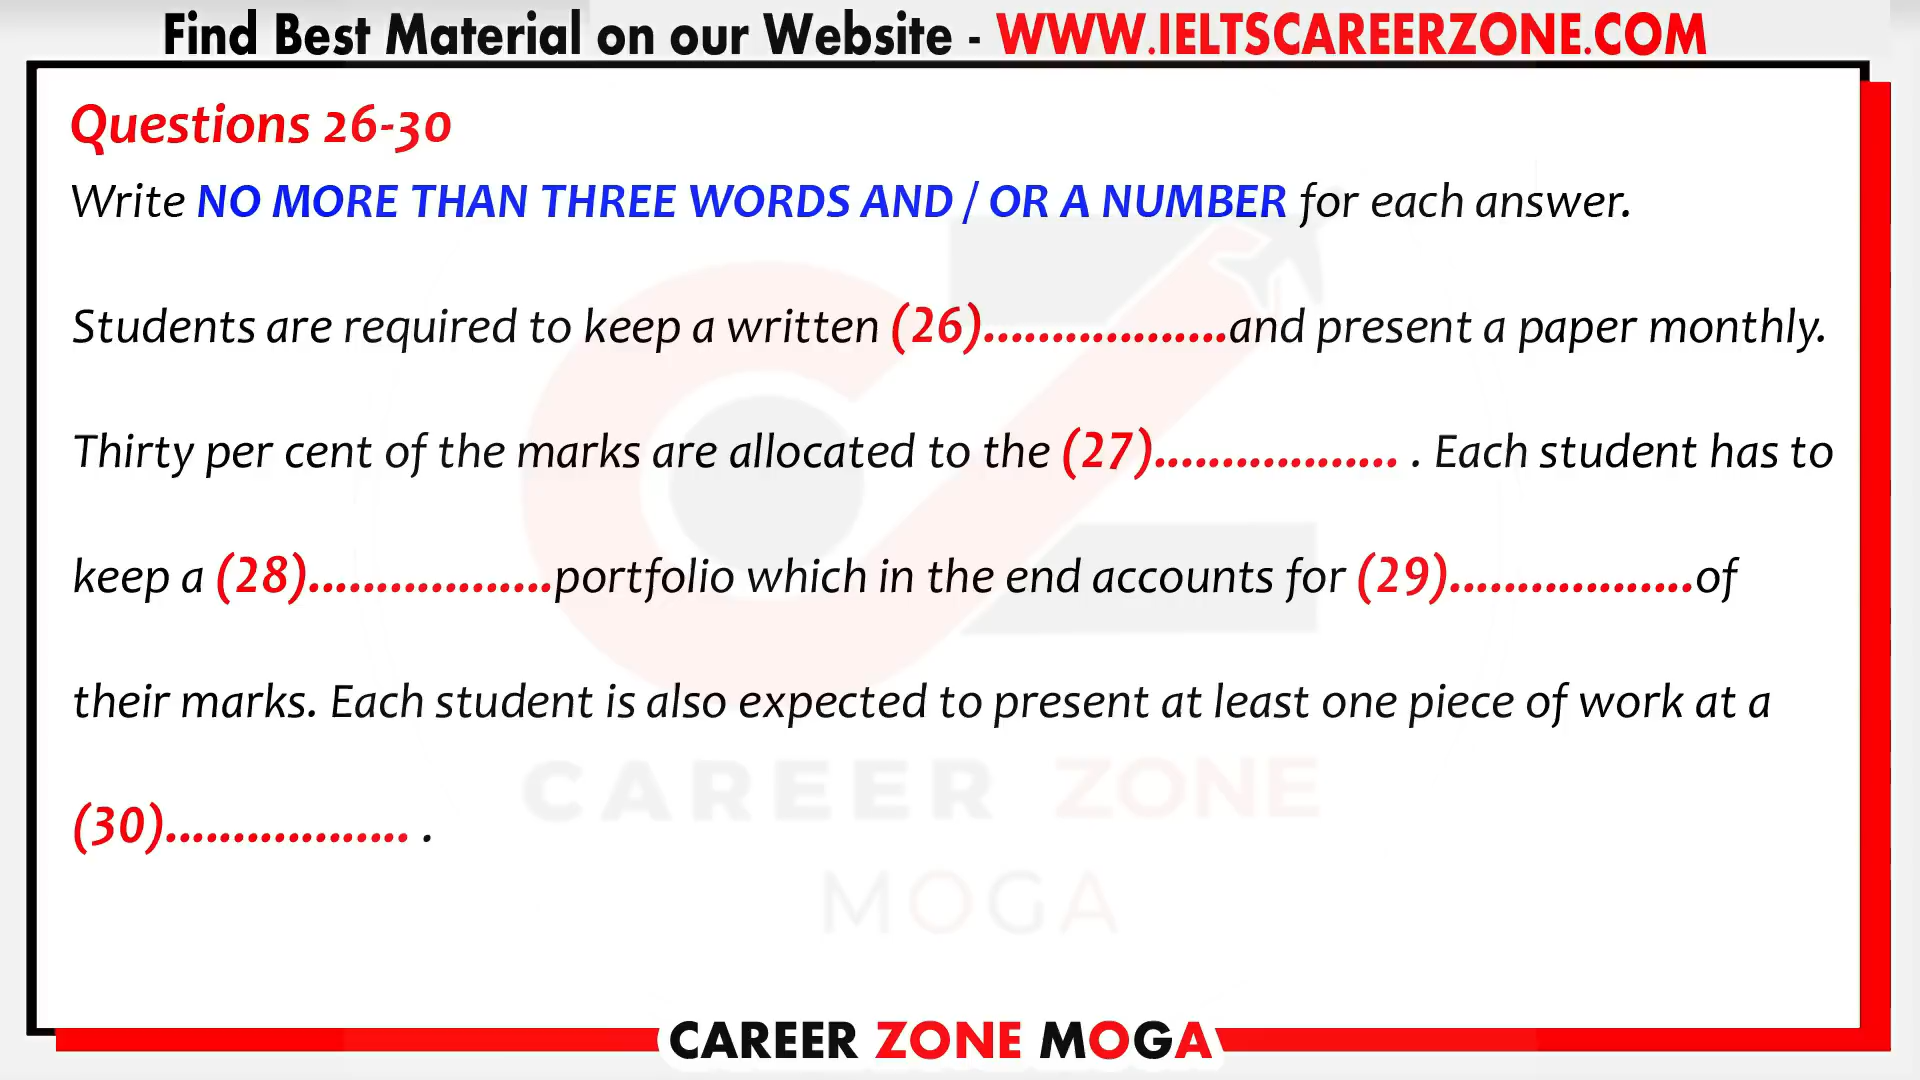 Find Best Material on our Website - WWW.IELTSCAREERZONE.COM
Questions 26-30
Write NO MORE THAN THREE WORDS AND / OR A NUMBER for each answer.
Students are required to keep a written (26)..................and present a paper monthly.
Thirty per cent of the marks are allocated to the (27).................. . Each student has to
keep a (28)..................portfolio which in the end accounts for (29)..................of
their marks. Each student is also expected to present at least one piece of work at a
(30).................. .
CAREER ZONE
MOGA
CAREER ZONE MOGA